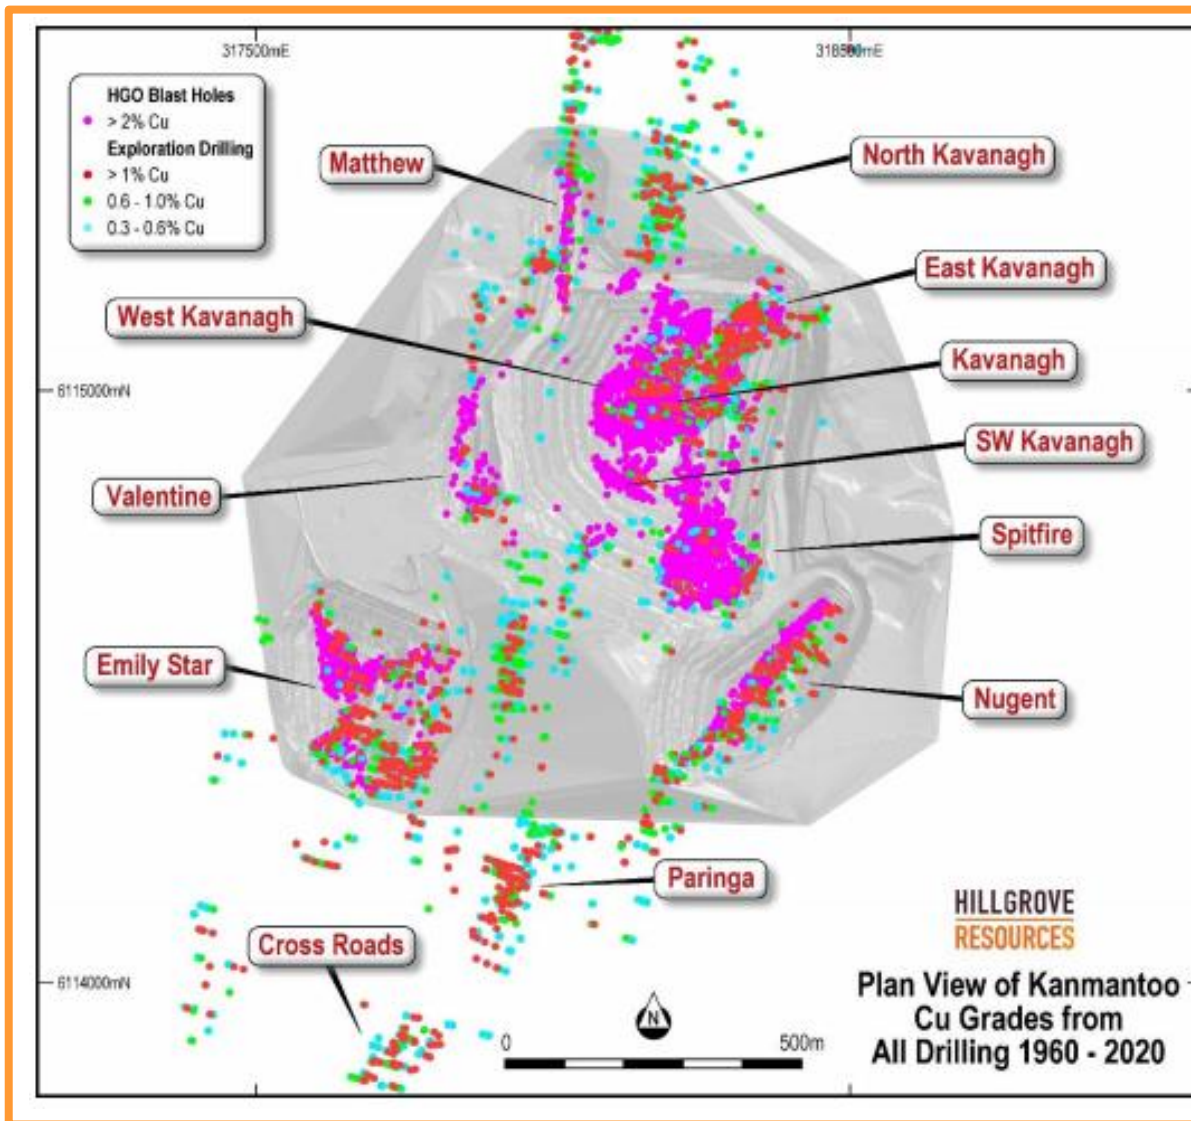 317500mE
318500mE
HGO Blast Holes
> 2% Cu
Exploration Drilling
> 1% Cu
0.6 - 1.0% Cu
0.3 - 0.6% Cu
Matthew
North Kavanagh
East Kavanagh
West Kavanagh
Kavanagh
6115000mN
SW Kavanagh
Valentine
Spitfire
Emily Star
Nugent
Paringa
Cross Roads
HILLGROVE
RESOURCES
6114000mN
Plan View of Kanmantoo
Cu Grades from
All Drilling 1960 - 2020
N
0
500m